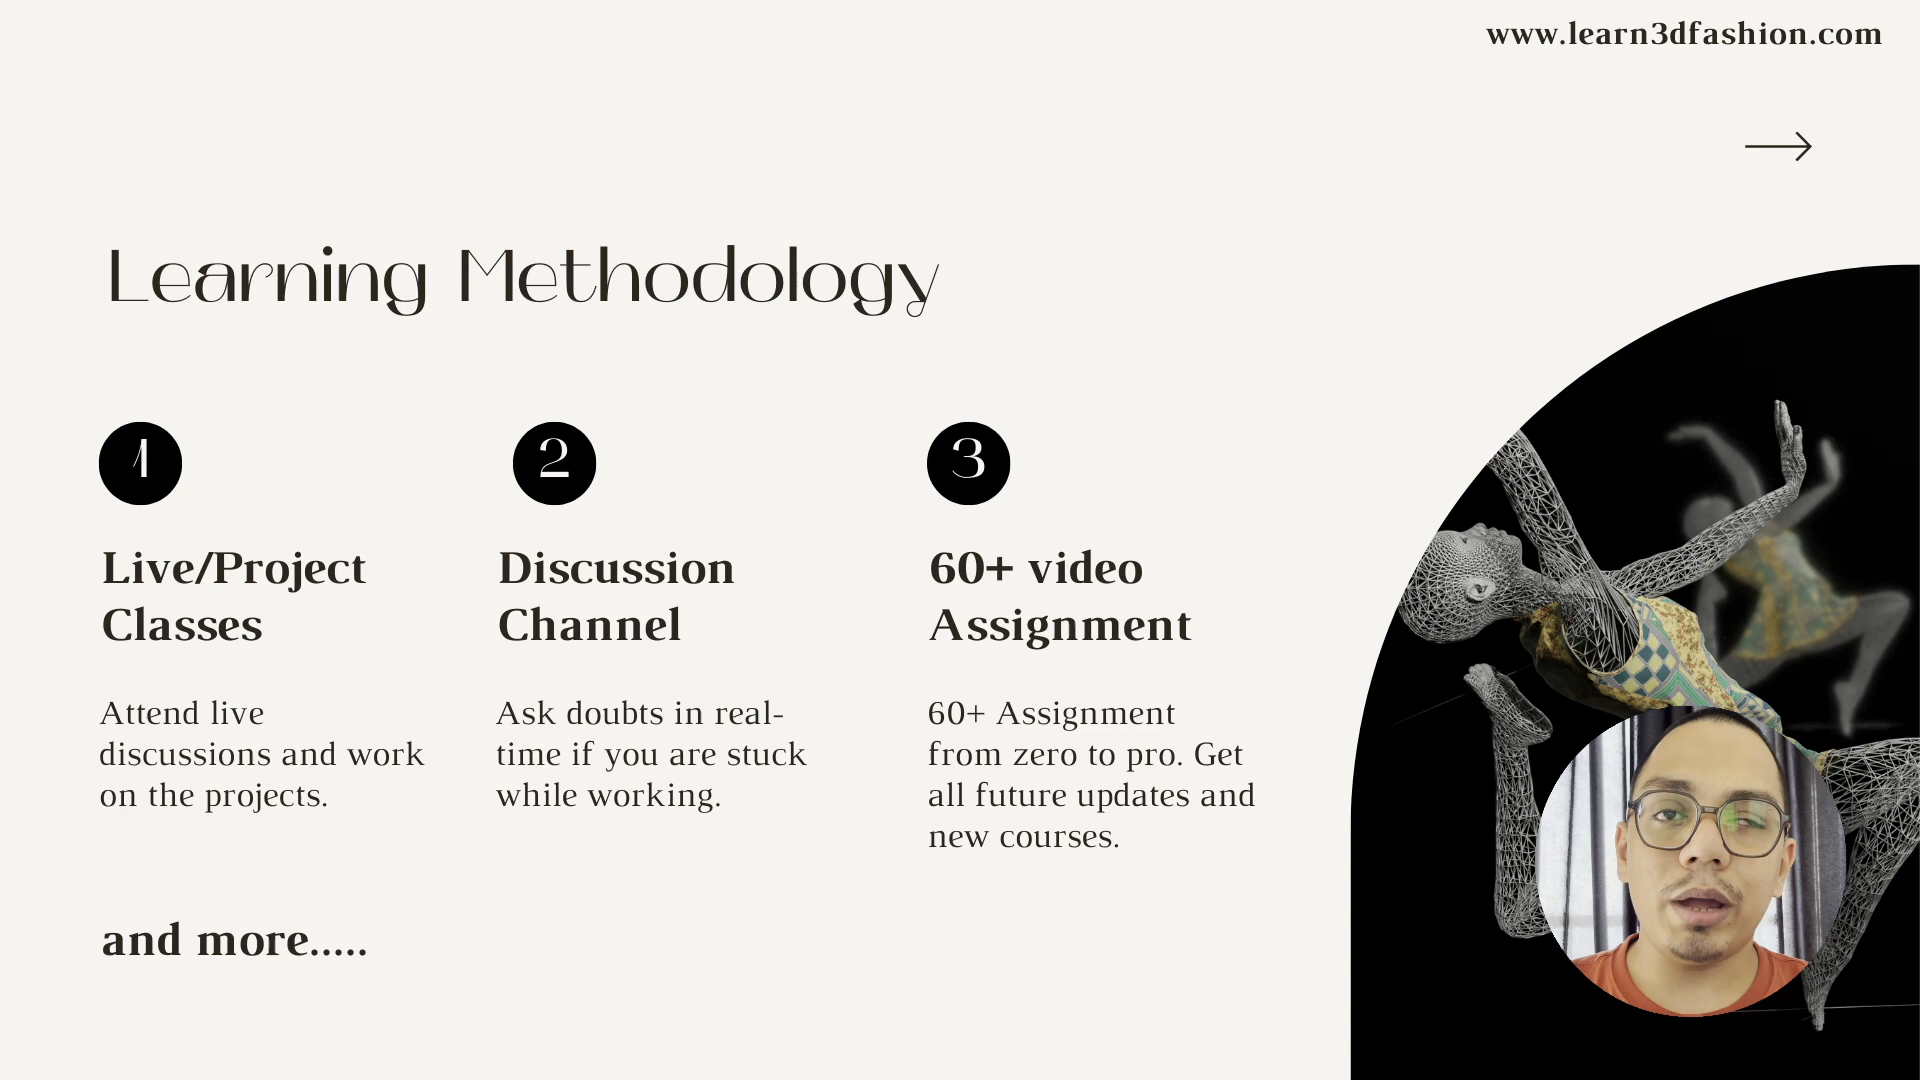 www.learn3dfashion.com
Learning Methodology
1
Live/Project
Classes
Attend live
discussions and work
on the projects.
2
Discussion
Channel
Ask doubts in real-
time if you are stuck
while working.
3
60+ video
Assignment
60+ Assignment
from zero to pro. Get
all future updates and
new courses.
and more.....